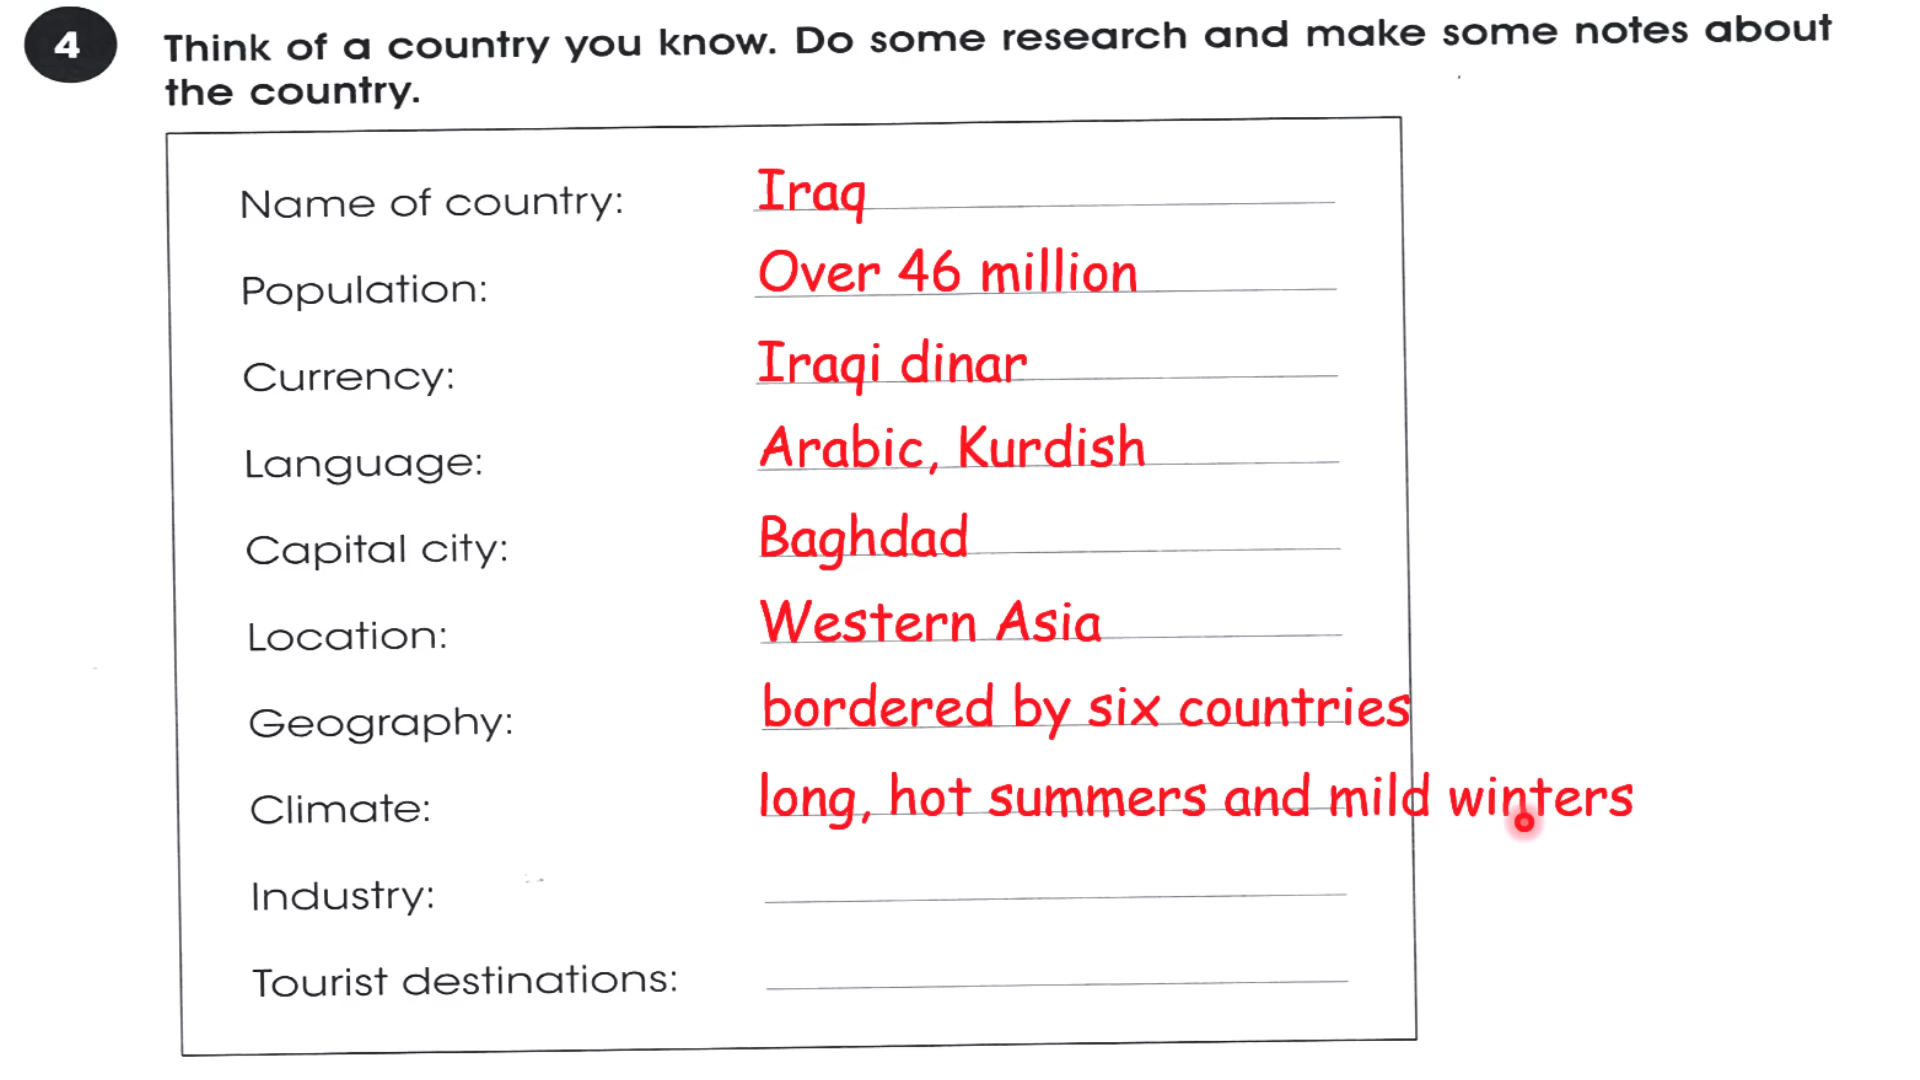 4
Think of a country you know. Do some research and make some notes about
the country.
Name of country: Iraq
Population: Over 46 million
Currency: Iraqi dinar
Language: Arabic, Kurdish
Capital city: Baghdad
Location: Western Asia
Geography: bordered by six countries
Climate: long, hot summers and mild winters
Industry:
Tourist destinations: